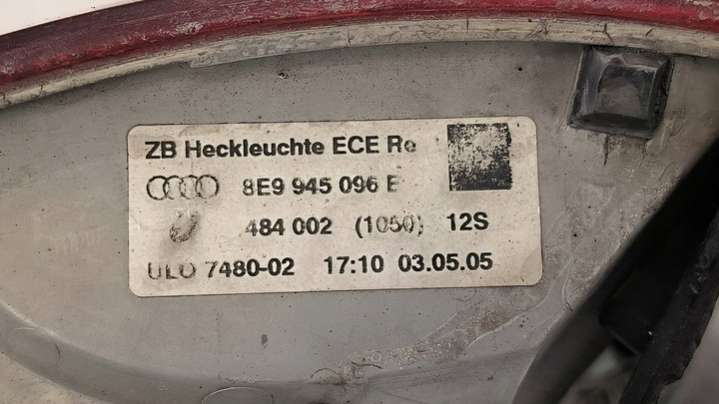 ZB Heckleuchte ECE Re
8E9 945 096 E
484 002 (1050) 12S
ULO 7480-02 17:10 03.05.05